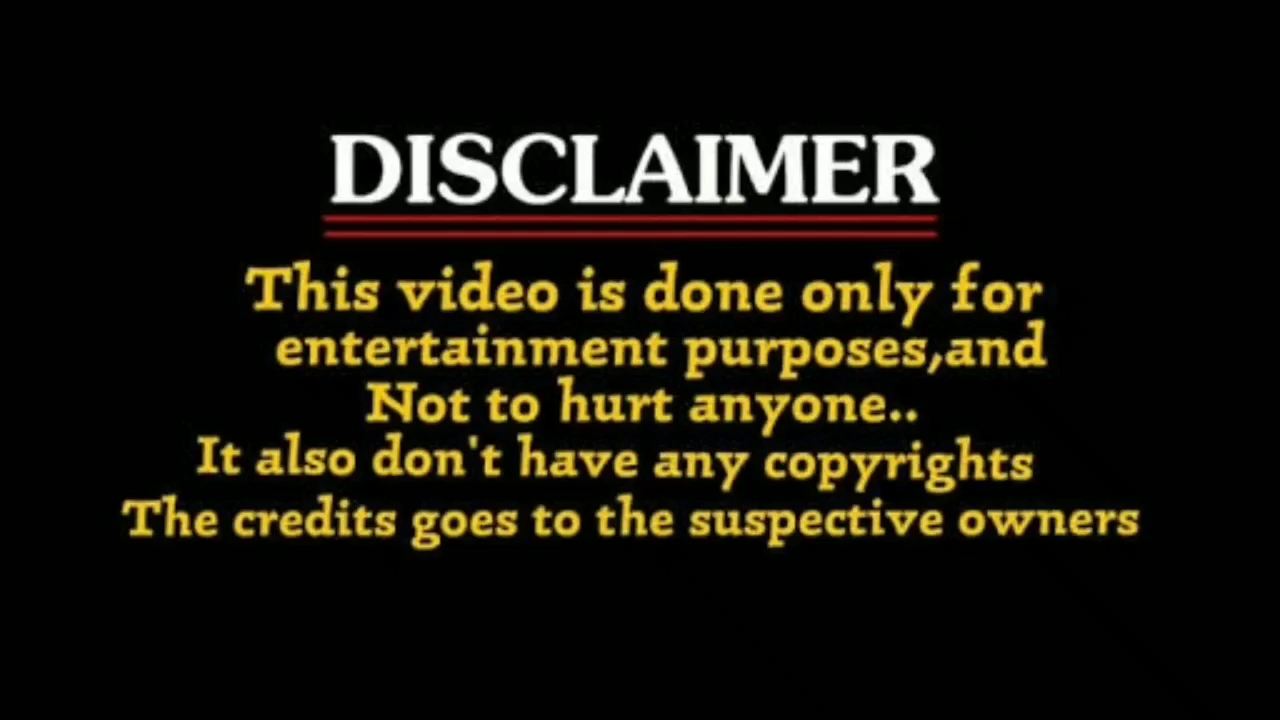 DISCLAIMER
This video is done only for
entertainment purposes,and
Not to hurt anyone..
It also don't have any copyrights
The credits goes to the suspective owners